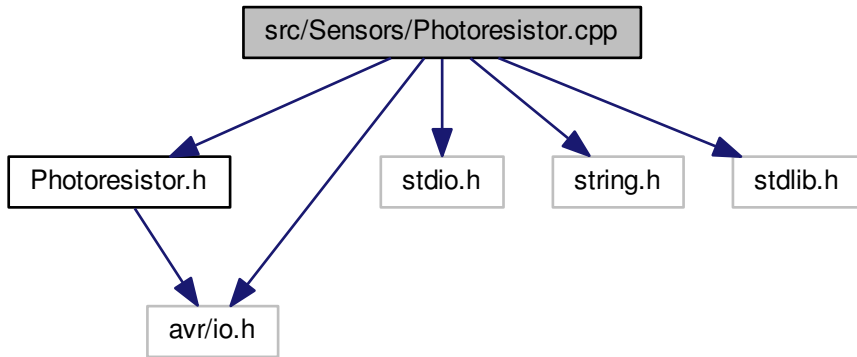 src/Sensors/Photoresistor.cpp
Photoresistor.h
stdio.h
string.h
stdlib.h
avr/io.h